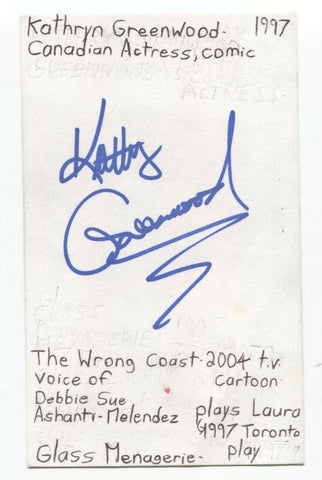 Kathryn Greenwood- 1997
Canadian Actress, comic
ACTRESS-
Kathy
Greenwood
The Wrong Coast-2004 t.v.
Voice of Cartoon
Debbie Sue
Ashanti-Melendez plays Laura
1997 Toronto
Glass Menagerie- play